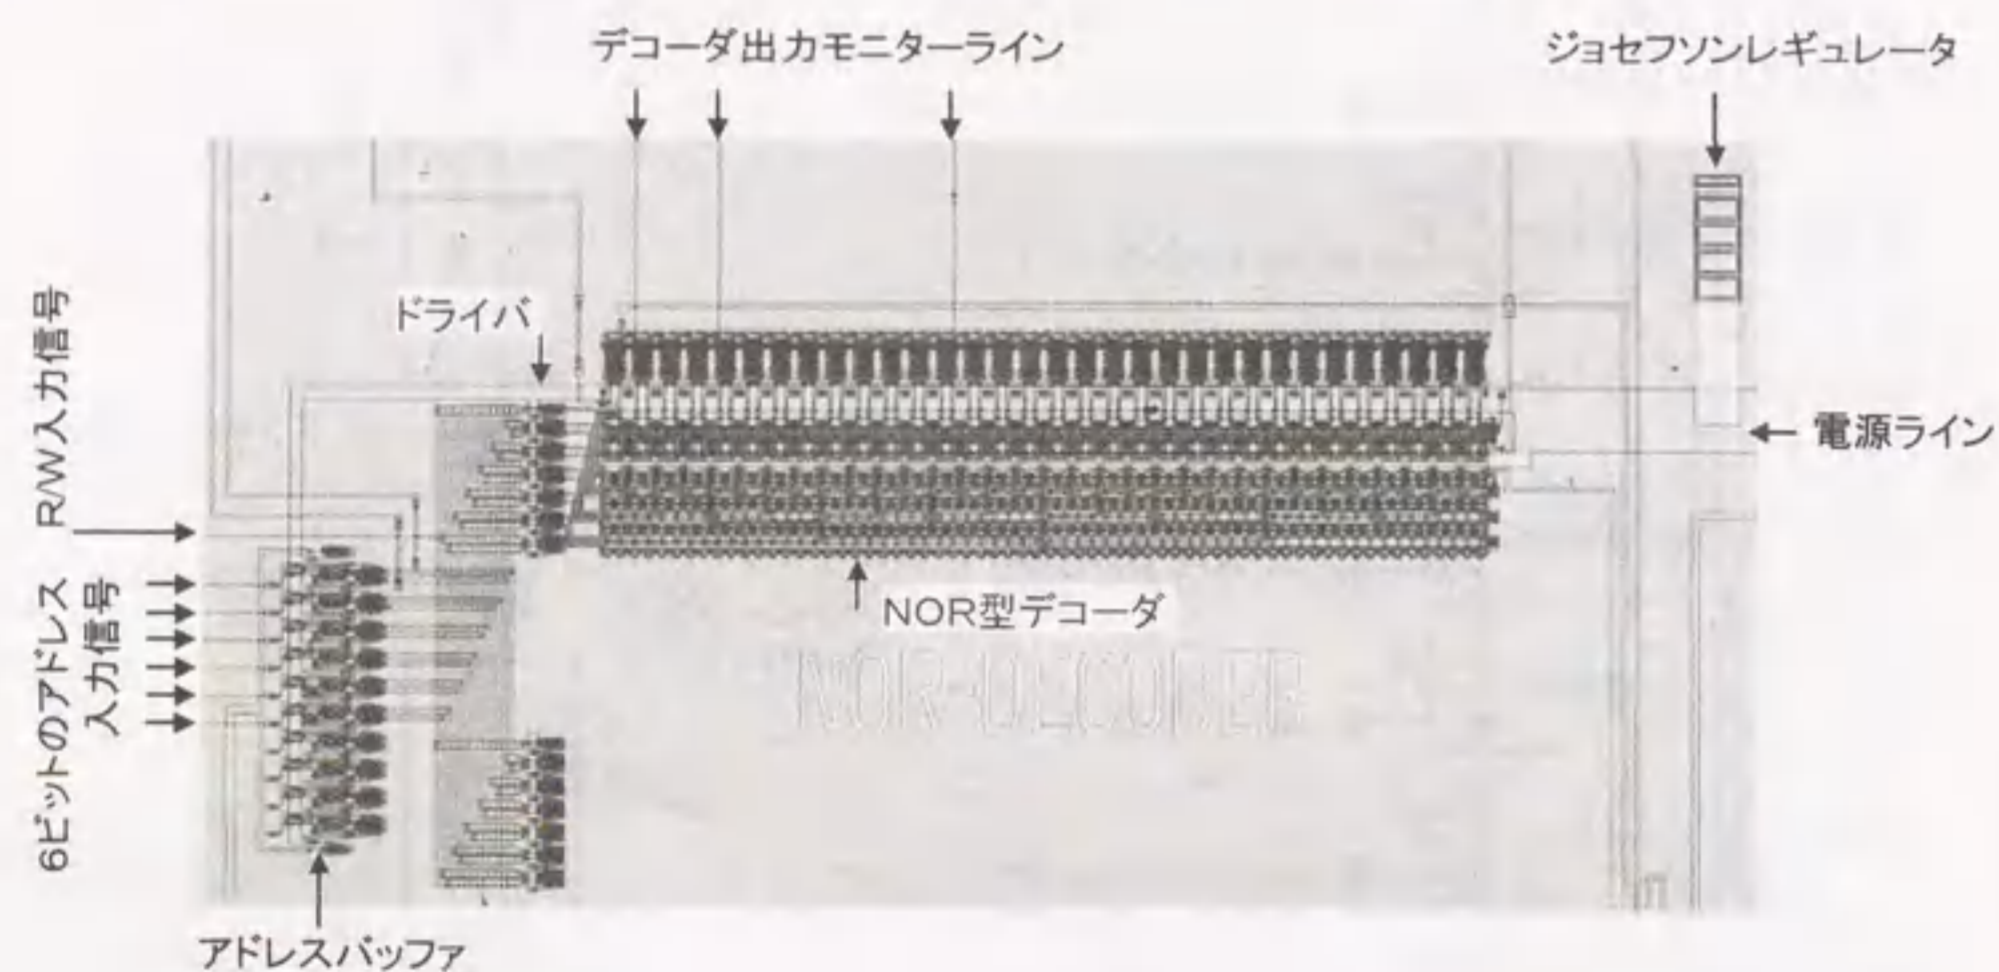 デコーダ出力モニターライン
ジョセフソンレギュレータ
ドライバ
R/W入力信号
電源ライン
6ビットのアドレス
入力信号
NOR型デコーダ
NOR-DECODER
アドレスバッファ